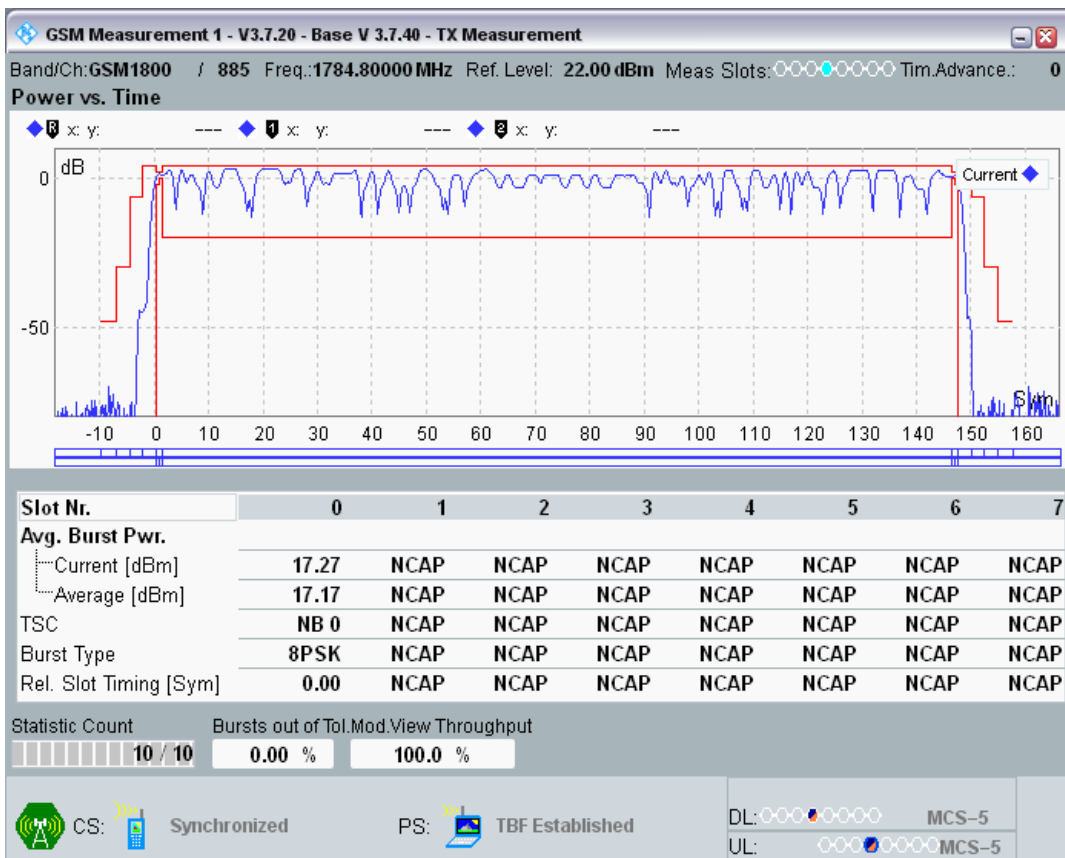 GSM Measurement 1 - V3.7.20 - Base V 3.7.40 - TX Measurement
Band/Ch:GSM1800 / 885 Freq.:1784.80000 MHz Ref. Level: 22.00 dBm Meas Slots: Tim.Advance.: 0
Power vs. Time
R x: y: --- 1 x: y: --- 2 x: y: ---
dB
0
Current
-50
Sym
-10 0 10 20 30 40 50 60 70 80 90 100 110 120 130 140 150 160
Slot Nr. 0 1 2 3 4 5 6 7
Avg. Burst Pwr.
Current [dBm] 17.27 NCAP NCAP NCAP NCAP NCAP NCAP NCAP
Average [dBm] 17.17 NCAP NCAP NCAP NCAP NCAP NCAP NCAP
TSC NB 0 NCAP NCAP NCAP NCAP NCAP NCAP NCAP
Burst Type 8PSK NCAP NCAP NCAP NCAP NCAP NCAP NCAP
Rel. Slot Timing [Sym] 0.00 NCAP NCAP NCAP NCAP NCAP NCAP NCAP
Statistic Count Bursts out of Tol.Mod.View Throughput
10 / 10 0.00 % 100.0 %
CS: Synchronized PS: TBF Established DL: MCS-5
UL: MCS-5